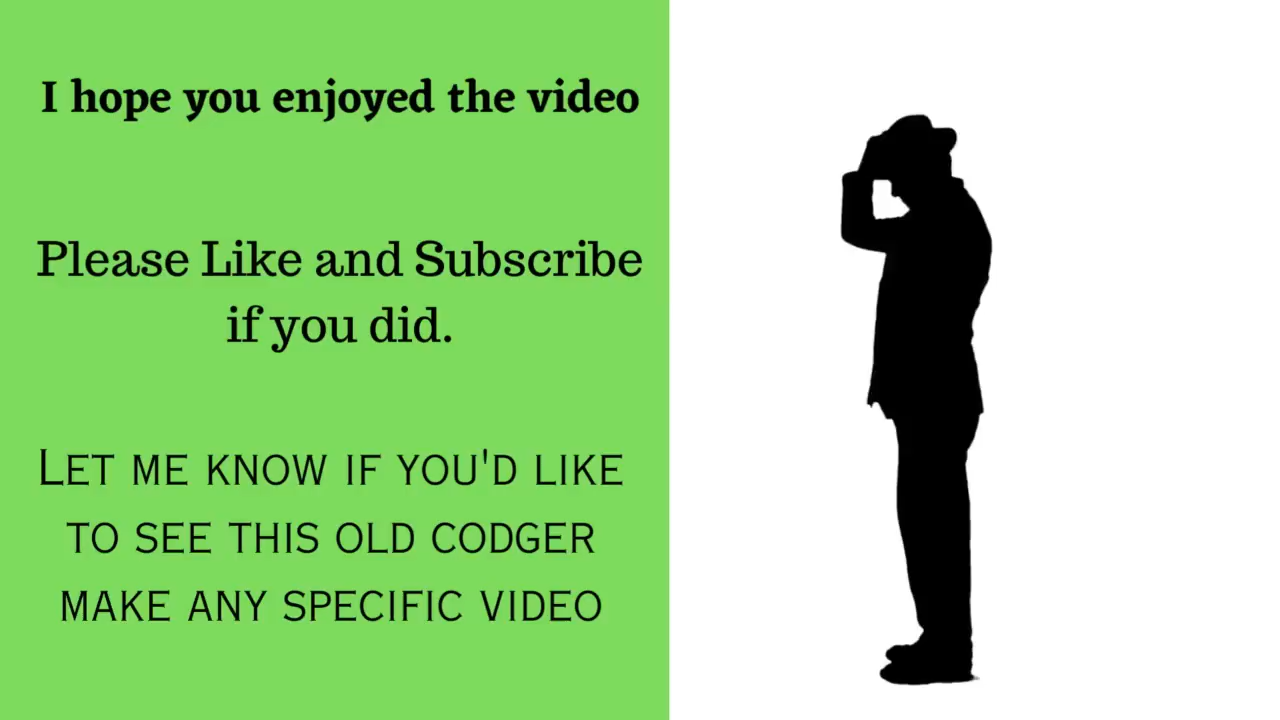 I hope you enjoyed the video
Please Like and Subscribe
if you did.
Let me know if you'd like
to see this old codger
make any specific video